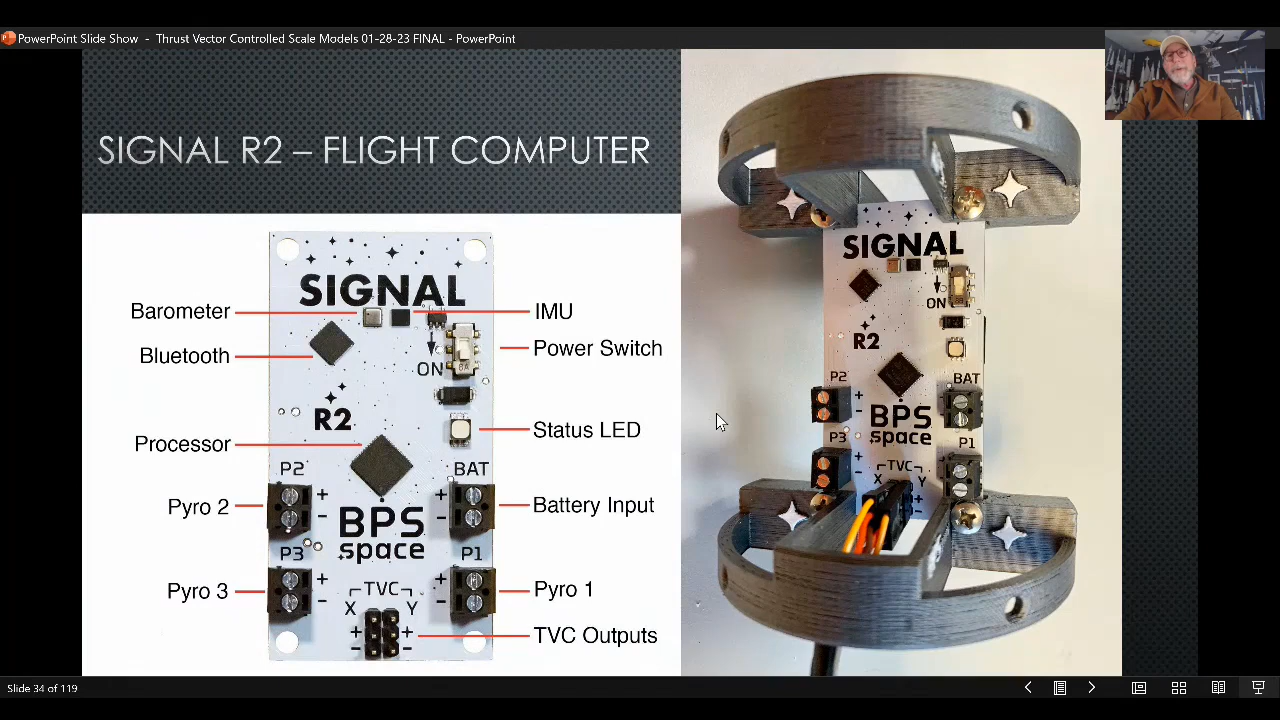 PowerPoint Slide Show - Thrust Vector Controlled Scale Models 01-28-23 FINAL - PowerPoint
SIGNAL R2 – FLIGHT COMPUTER
SIGNAL
Barometer
IMU
Bluetooth
Power Switch
ON
R2
Status LED
Processor
P2
BAT
Pyro 2
+
-
+
-
Battery Input
BPS
space
P3
P1
Pyro 3
+
-
+
-
Pyro 1
TVC
X
Y
+
+
-
-
TVC Outputs
SIGNAL
ON
R2
P2
BAT
+
-
BPS
space
P3
P1
+
-
TVC
X
Y
+
-
Slide 34 of 119